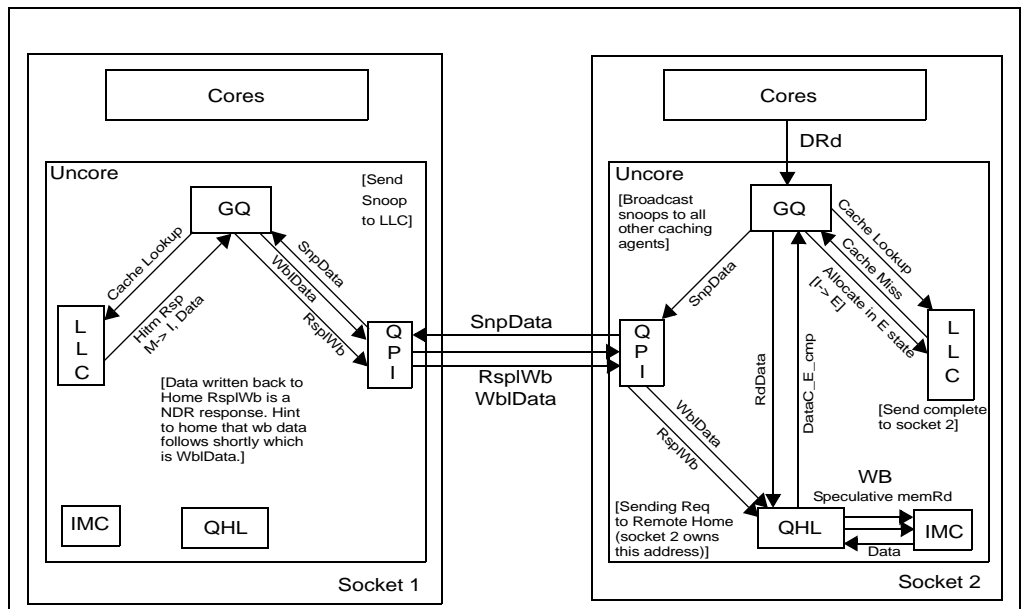 Cores
Uncore
[Send
Snoop
to LLC]
GQ
Cache Lookup
Hitm Rsp
M-> I, Data
SnpData
WblData
RspIWb
L
L
C
Q
P
I
[Data written back to
Home RspIWb is a
NDR response. Hint
to home that wb data
follows shortly which
is WblData.]
IMC
QHL
Socket 1
SnpData
RspIWb
WblData
Cores
DRd
Uncore
[Broadcast
snoops to all
other caching
agents]
GQ
Cache Lookup
Cache Miss
Allocate in E state
[I-> E]
SnpData
Q
P
I
L
L
C
RdData
DataC_E_cmp
WblData
RspIWb
[Send complete
to socket 2]
WB
Speculative memRd
[Sending Req
to Remote Home
(socket 2 owns
this address)]
QHL
IMC
Data
Socket 2